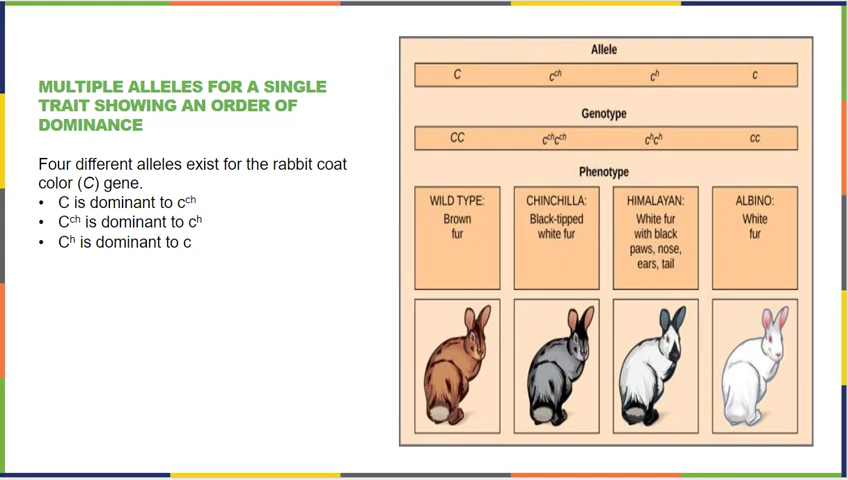 MULTIPLE ALLELES FOR A SINGLE
TRAIT SHOWING AN ORDER OF
DOMINANCE
Four different alleles exist for the rabbit coat
color (C) gene.
• C is dominant to cᶜʰ
• Cᶜʰ is dominant to cʰ
• Cʰ is dominant to c
Allele
C cᶜʰ cʰ c
Genotype
CC cᶜʰcᶜʰ cʰcʰ cc
Phenotype
WILD TYPE:
Brown
fur
CHINCHILLA:
Black-tipped
white fur
HIMALAYAN:
White fur
with black
paws, nose,
ears, tail
ALBINO:
White
fur